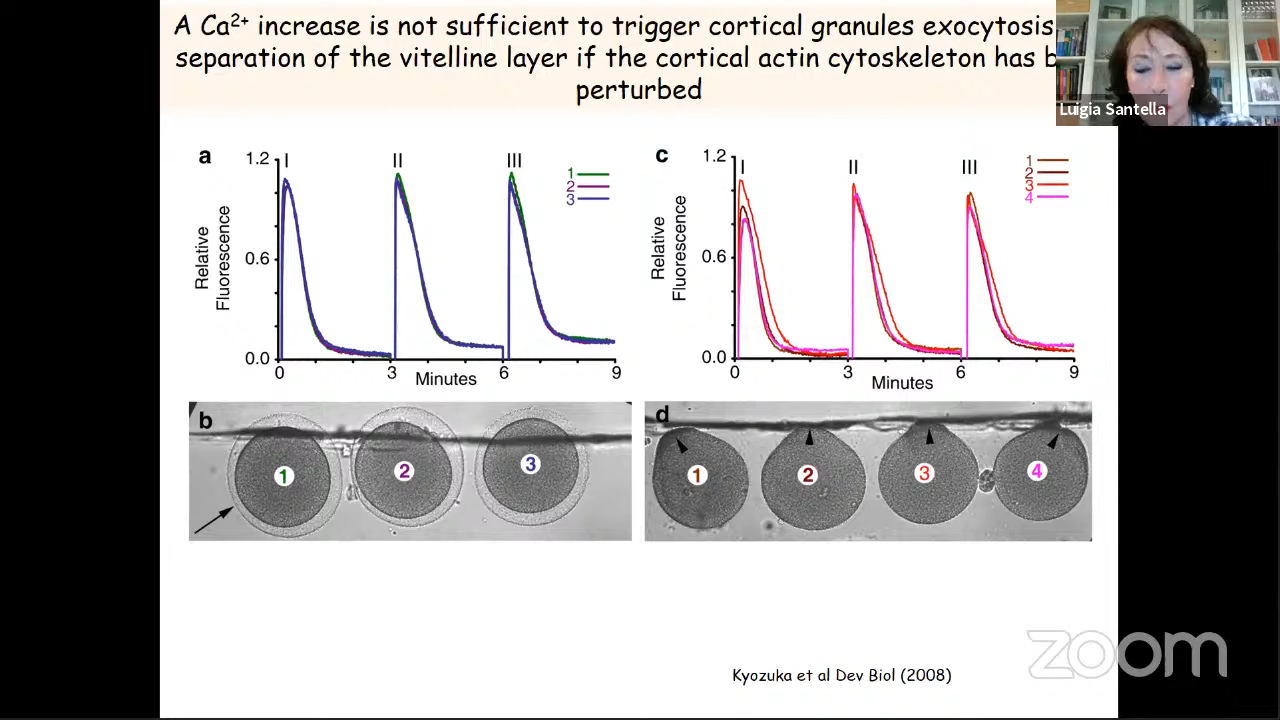 A Ca²⁺ increase is not sufficient to trigger cortical granules exocytosis
separation of the vitelline layer if the cortical actin cytoskeleton has
perturbed
Luigia Santella
a
1.2
0.6
0.0
I
II
III
1
2
3
Relative
Fluorescence
0
3
6
9
Minutes
c
1.2
0.6
0.0
I
II
III
1
2
3
4
Relative
Fluorescence
0
3
6
9
Minutes
b
1
2
3
d
1
2
3
4
zoom
Kyozuka et al Dev Biol (2008)